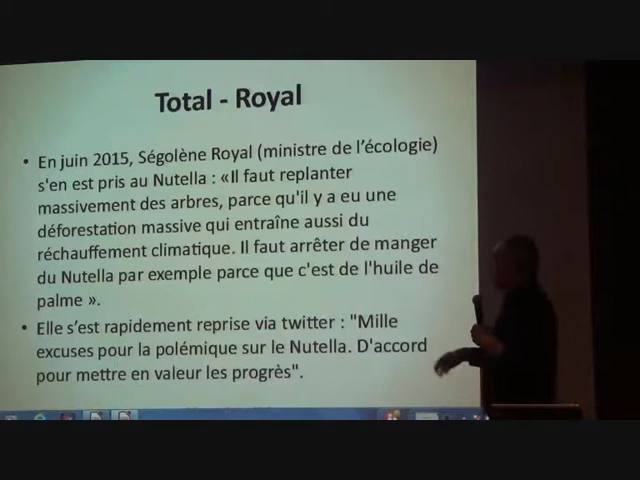 Total - Royal
• En juin 2015, Ségolène Royal (ministre de l'écologie)
s'en est pris au Nutella : «Il faut replanter
massivement des arbres, parce qu'il y a eu une
déforestation massive qui entraîne aussi du
réchauffement climatique. Il faut arrêter de manger
du Nutella par exemple parce que c'est de l'huile de
palme ».
• Elle s'est rapidement reprise via twitter : "Mille
excuses pour la polémique sur le Nutella. D'accord
pour mettre en valeur les progrès".